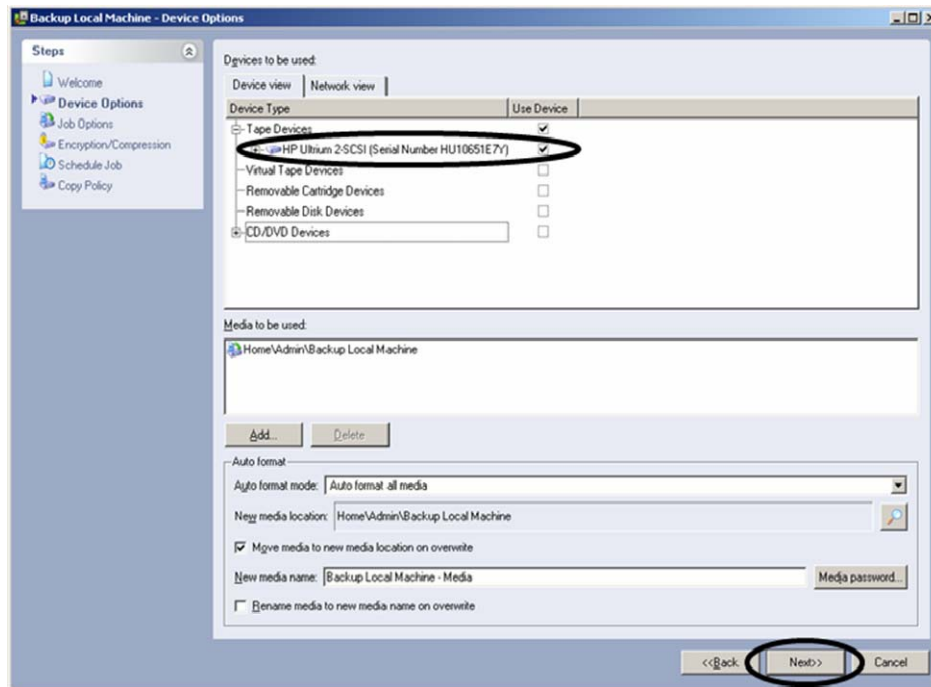 Backup Local Machine - Device Options
Steps
Welcome
Device Options
Job Options
Encryption/Compression
Schedule Job
Copy Policy
Devices to be used:
Device view Network view
Device Type Use Device
Tape Devices
HP Ultrium 2-SCSI (Serial Number HU10651E7Y)
Virtual Tape Devices
Removable Cartridge Devices
Removable Disk Devices
CD/DVD Devices
Media to be used:
Home\Admin\Backup Local Machine
Add... Delete
Auto format
Auto format mode: Auto format all media
New media location: Home\Admin\Backup Local Machine
Move media to new media location on overwrite
New media name: Backup Local Machine - Media Media password...
Rename media to new media name on overwrite
<<Back Next>> Cancel